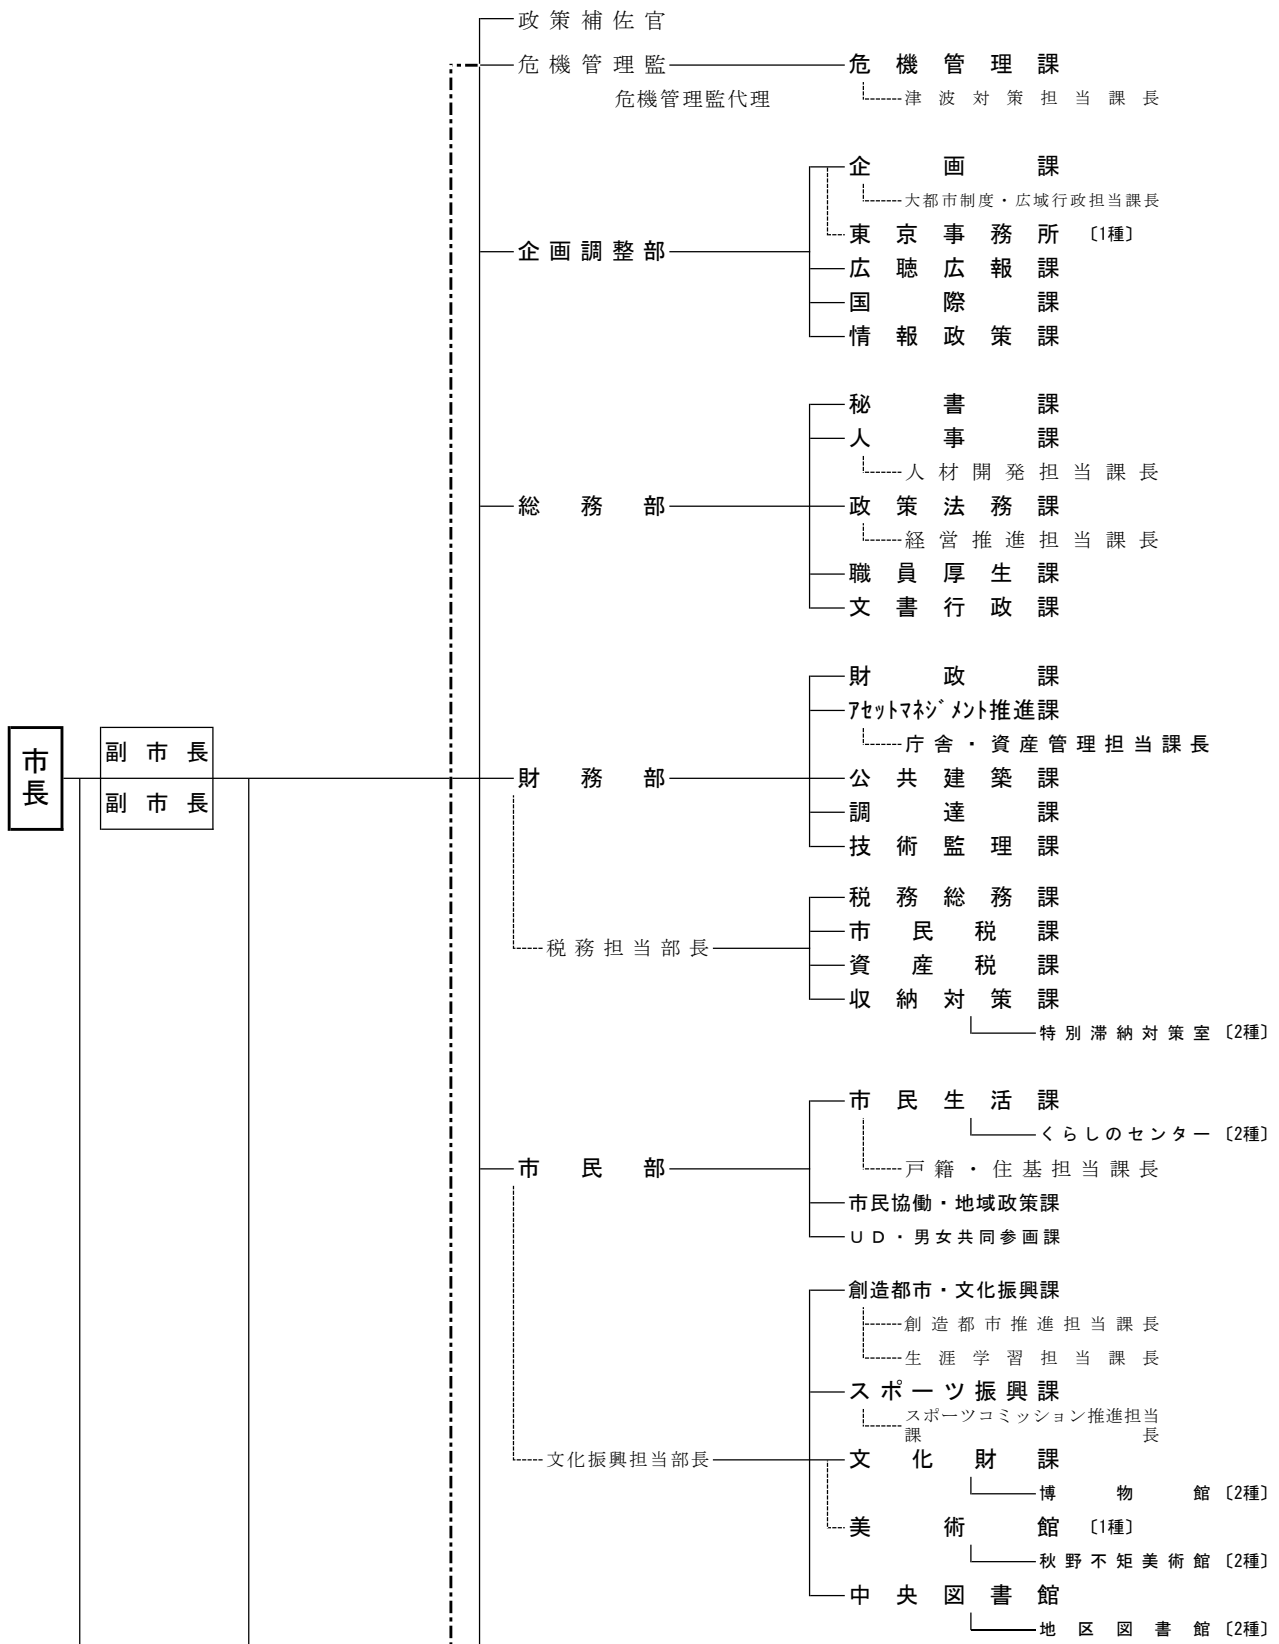 政策補佐官
危機管理監
危機管理課
危機管理監代理
津波対策担当課長
企画課
大都市制度・広域行政担当課長
東京事務所 〔1種〕
企画調整部
広聴広報課
国際課
情報政策課
秘書課
人事課
人材開発担当課長
総務部
政策法務課
経営推進担当課長
職員厚生課
文書行政課
財政課
アセットマネジメント推進課
庁舎・資産管理担当課長
市長
副市長
副市長
財務部
公共建築課
調達課
技術監理課
税務総務課
市民税課
税務担当部長
資産税課
収納対策課
特別滞納対策室 〔2種〕
市民生活課
くらしのセンター 〔2種〕
市民部
戸籍・住基担当課長
市民協働・地域政策課
UD・男女共同参画課
創造都市・文化振興課
創造都市推進担当課長
生涯学習担当課長
スポーツ振興課
スポーツコミッション推進担当
課長
文化振興担当部長
文化財課
博物館 〔2種〕
美術館 〔1種〕
秋野不矩美術館 〔2種〕
中央図書館
地区図書館 〔2種〕